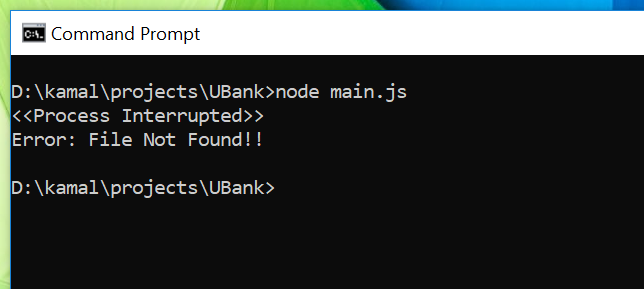 Command Prompt
D:\kamal\projects\UBank>node main.js
<<Process Interrupted>>
Error: File Not Found!!
D:\kamal\projects\UBank>